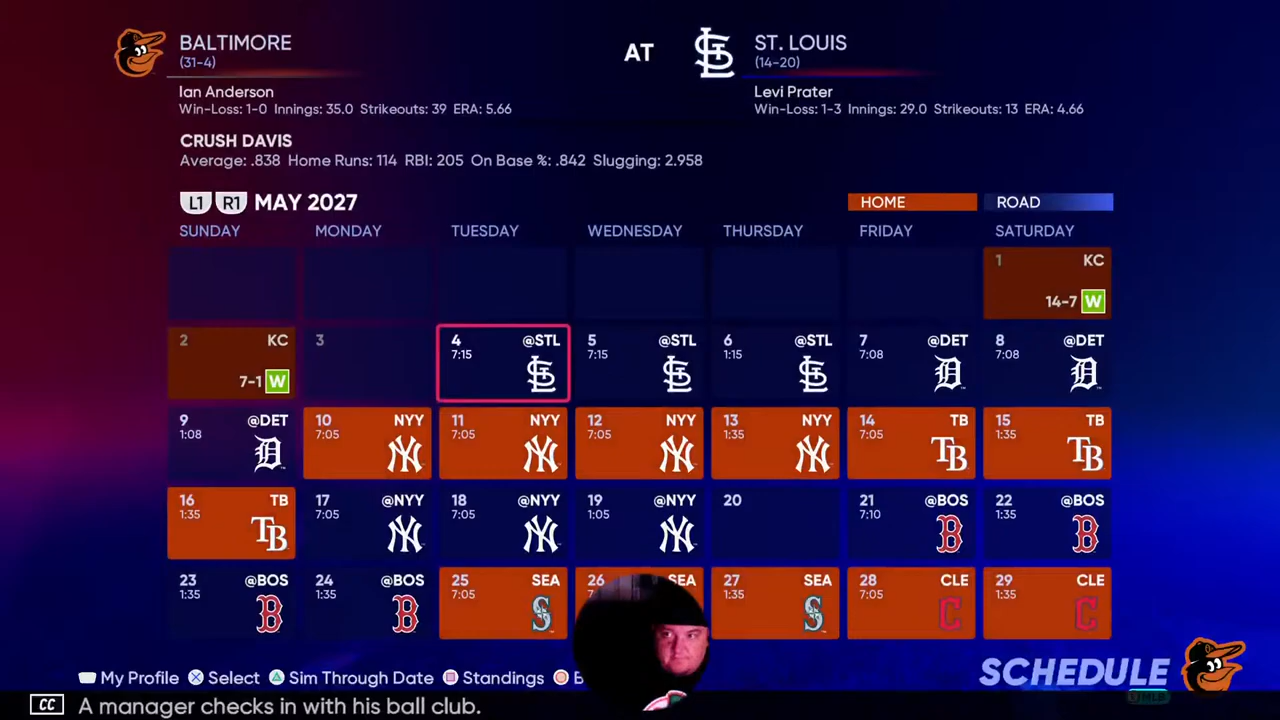 BALTIMORE
(31-4)
AT
ST. LOUIS
(14-20)
Ian Anderson
Win-Loss: 1-0 Innings: 35.0 Strikeouts: 39 ERA: 5.66
Levi Prater
Win-Loss: 1-3 Innings: 29.0 Strikeouts: 13 ERA: 4.66
CRUSH DAVIS
Average: .838 Home Runs: 114 RBI: 205 On Base %: .842 Slugging: 2.958
L1 R1 MAY 2027
HOME
ROAD
SUNDAY MONDAY TUESDAY WEDNESDAY THURSDAY FRIDAY SATURDAY
1 KC
14-7 W
2 KC
7-1 W
3
4 @STL
7:15
5 @STL
7:15
6 @STL
1:15
7 @DET
7:08
8 @DET
7:08
9 @DET
1:08
10 NYY
7:05
11 NYY
7:05
12 NYY
7:05
13 NYY
1:35
14 TB
7:05
15 TB
1:35
16 TB
1:35
17 @NYY
7:05
18 @NYY
7:05
19 @NYY
1:05
20
21 @BOS
7:10
22 @BOS
1:35
23 @BOS
1:35
24 @BOS
1:35
25 SEA
7:05
26 SEA
27 SEA
1:35
28 CLE
7:05
29 CLE
1:35
My Profile Select Sim Through Date Standings
SCHEDULE
CC A manager checks in with his ball club.